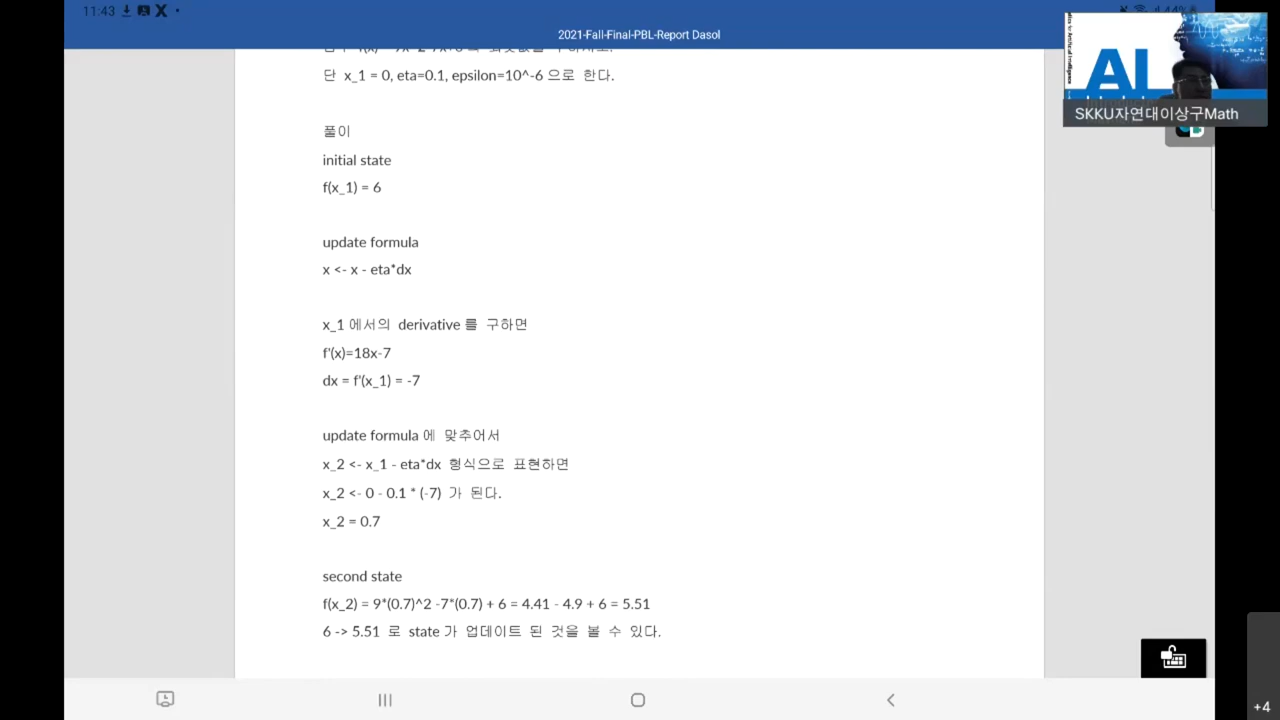 11:43
44%
2021-Fall-Final-PBL-Report Dasol
단 x_1 = 0, eta=0.1, epsilon=10^-6 으로 한다.
AI
SKKU자연대이상구Math
풀이
initial state
f(x_1) = 6
update formula
x <- x - eta*dx
x_1 에서의 derivative 를 구하면
f'(x)=18x-7
dx = f'(x_1) = -7
update formula 에 맞추어서
x_2 <- x_1 - eta*dx 형식으로 표현하면
x_2 <- 0 - 0.1 * (-7) 가 된다.
x_2 = 0.7
second state
f(x_2) = 9*(0.7)^2 -7*(0.7) + 6 = 4.41 - 4.9 + 6 = 5.51
6 -> 5.51 로 state 가 업데이트 된 것을 볼 수 있다.
+4